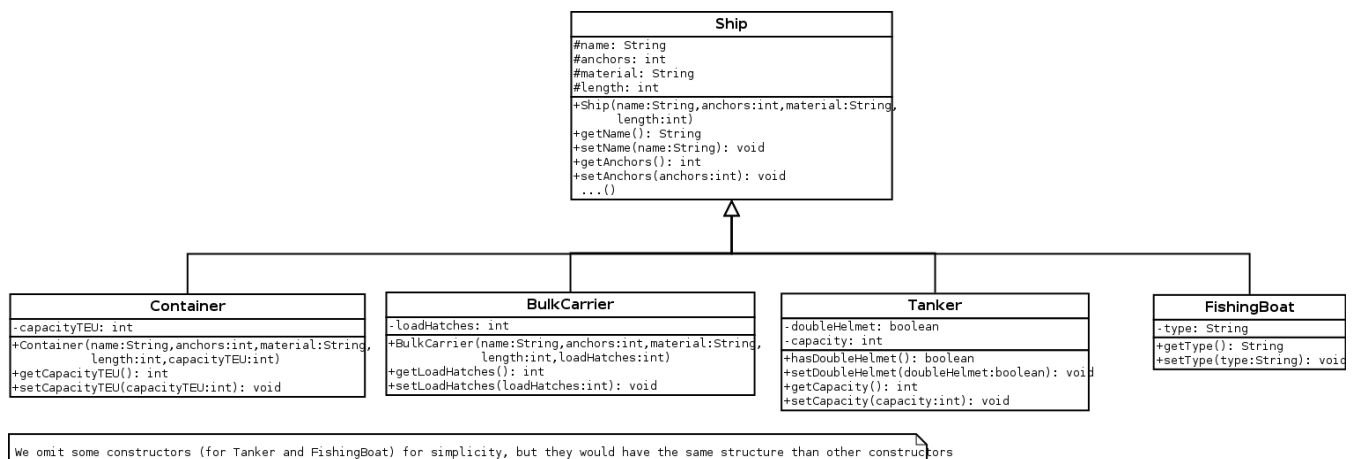 Ship
#name: String
#anchors: int
#material: String
#length: int
+Ship(name:String,anchors:int,material:String,
length:int)
+getName(): String
+setName(name:String): void
+getAnchors(): int
+setAnchors(anchors:int): void
...()
Container
-capacityTEU: int
+Container(name:String,anchors:int,material:String,
length:int,capacityTEU:int)
+getCapacityTEU(): int
+setCapacityTEU(capacityTEU:int): void
BulkCarrier
-loadHatches: int
+BulkCarrier(name:String,anchors:int,material:String,
length:int,loadHatches:int)
+getLoadHatches(): int
+setLoadHatches(loadHatches:int): void
Tanker
-doubleHelmet: boolean
-capacity: int
+hasDoubleHelmet(): boolean
+setDoubleHelmet(doubleHelmet:boolean): void
+getCapacity(): int
+setCapacity(capacity:int): void
FishingBoat
-type: String
+getType(): String
+setType(type:String): void
We omit some constructors (for Tanker and FishingBoat) for simplicity, but they would have the same structure than other constructors